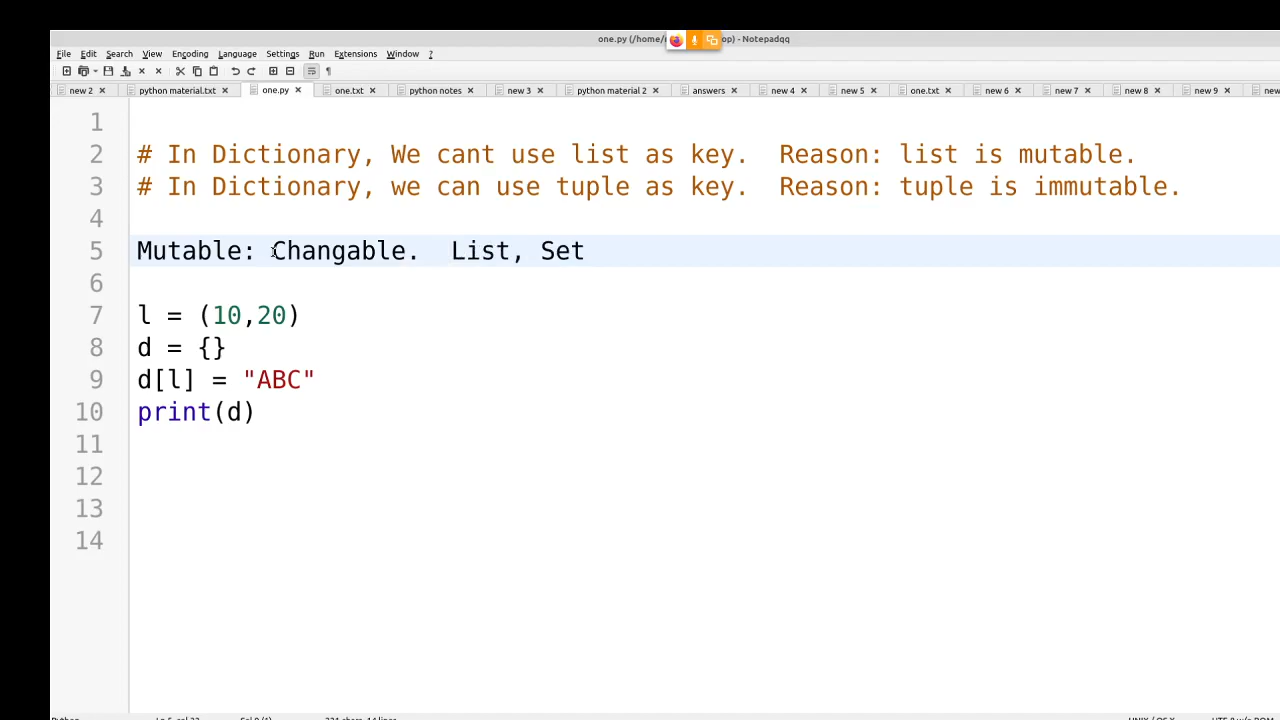 one.py (/home/ op) - Notepadqq
File Edit Search View Encoding Language Settings Run Extensions Window ?
new 2 python material.txt one.py one.txt python notes new 3 python material 2 answers new 4 new 5 one.txt new 6 new 7 new 8 new 9 new
1
2 # In Dictionary, We cant use list as key. Reason: list is mutable.
3 # In Dictionary, we can use tuple as key. Reason: tuple is immutable.
4
5 Mutable: Changable. List, Set
6
7 l = (10,20)
8 d = {}
9 d[l] = "ABC"
10 print(d)
11
12
13
14